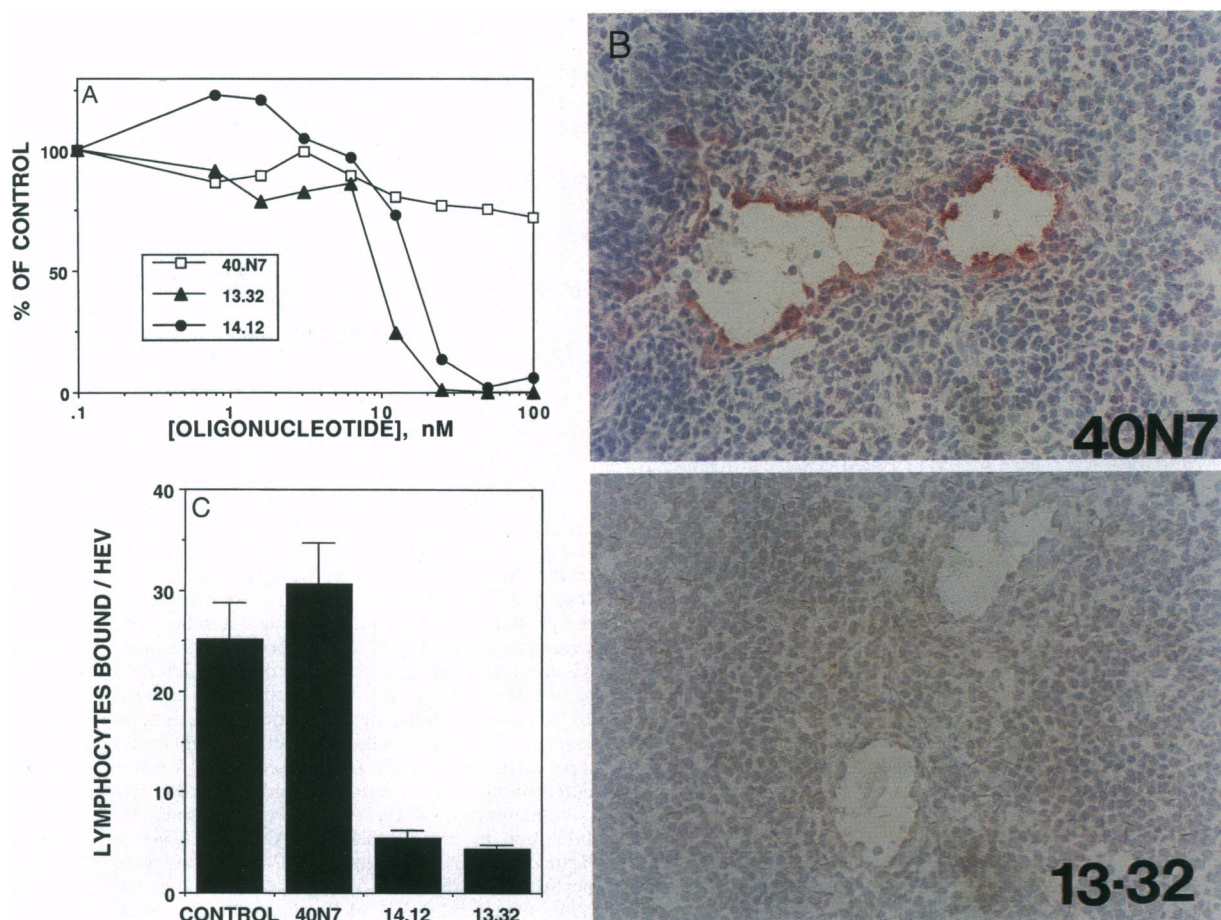 A
% OF CONTROL
100
50
0
40.N7
13.32
14.12
.1
1
10
100
[OLIGONUCLEOTIDE], nM
B
40N7
C
LYMPHOCYTES BOUND / HEV
40
30
20
10
0
CONTROL
40N7
14.12
13.32
13-32